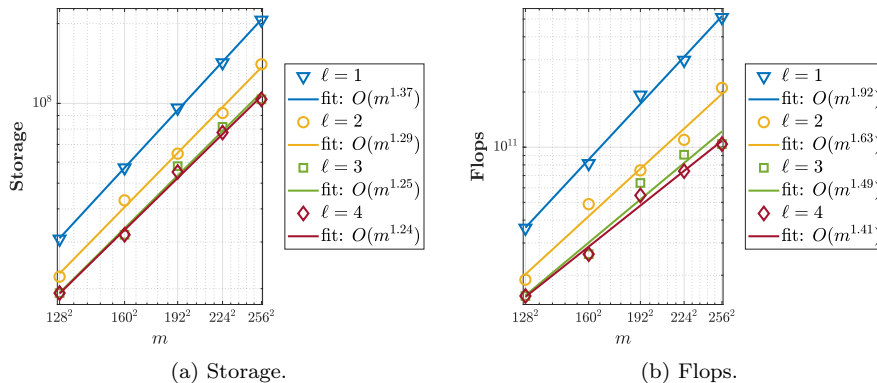 Storage
10^8
128^2 160^2 192^2 224^2 256^2
m
ℓ = 1
fit: O(m^1.37)
ℓ = 2
fit: O(m^1.29)
ℓ = 3
fit: O(m^1.25)
ℓ = 4
fit: O(m^1.24)
(a) Storage.
Flops
10^11
128^2 160^2 192^2 224^2 256^2
m
ℓ = 1
fit: O(m^1.92)
ℓ = 2
fit: O(m^1.63)
ℓ = 3
fit: O(m^1.49)
ℓ = 4
fit: O(m^1.41)
(b) Flops.